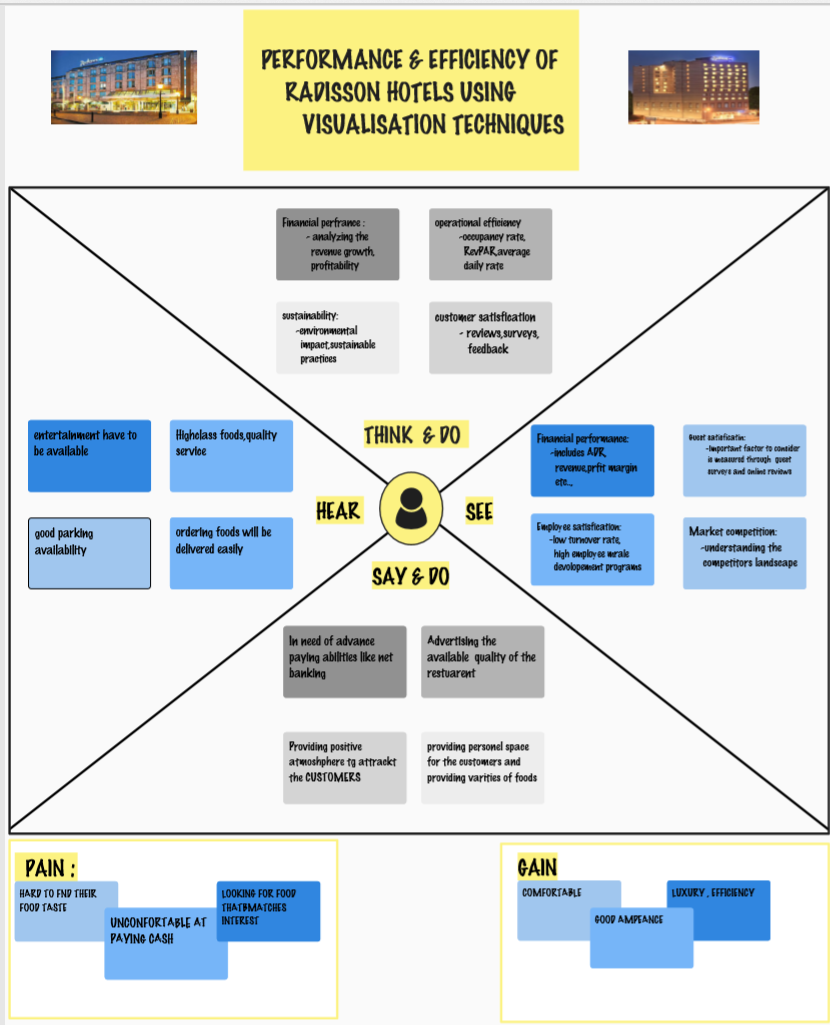 PERFORMANCE & EFFICIENCY OF
RADISSON HOTELS USING
VISUALISATION TECHNIQUES
Financial perfrance :
- analyzing the
revenue growth,
profitability
operational efficiency
-occupancy rate,
RevPAR,average
daily rate
sustainability:
-environmental
impact,sustainable
practices
customer satisfication
- reviews,surveys,
feedback
THINK & DO
entertainment have to
be available
Highclass foods,quality
service
good parking
availability
ordering foods will be
delivered easily
HEAR
SEE
Financial performance:
-includes ADR,
revenue,prfit margin
etc..,
Guest satisficatin:
-Important factor to consider
is measured through guest
surveys and online reviews
Employee satisfication:
-low turnover rate,
high employee mrale
devolopement programs
Market competition:
-understanding the
competitors landscape
SAY & DO
In need of advance
paying abilities like net
banking
Advertising the
available quality of the
restuarent
Providing positive
atmoshphere tg attrackt
the CUSTOMERS
providing personel space
for the customers and
providing varities of foods
PAIN :
HARD TO FND THEIR
FOOD TASTE
UNCONFORTABLE AT
PAYING CASH
LOOKING FOR FOOD
THATBMATCHES
INTEREST
GAIN
COMFORTABLE
GOOD AMPEANCE
LUXURY , EFFICIENCY